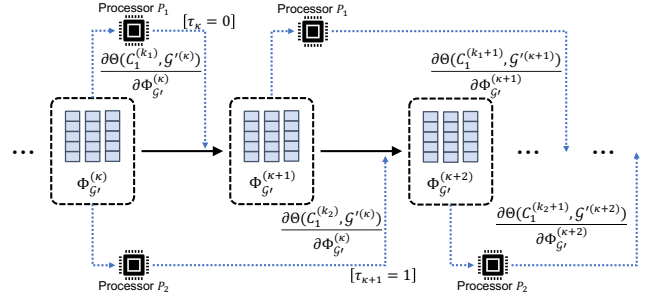 Processor P₁
[τ_κ = 0]
Processor P₁
∂Θ(C₁^(k₁), 𝒢′^(κ))
∂Φ_𝒢′^(κ)
∂Θ(C₁^(k₁+1), 𝒢′^(κ+1))
∂Φ_𝒢′^(κ+1)
...
Φ_𝒢′^(κ)
Φ_𝒢′^(κ+1)
Φ_𝒢′^(κ+2)
... ...
∂Θ(C₁^(k₂), 𝒢′^(κ))
∂Φ_𝒢′^(κ)
∂Θ(C₁^(k₂+1), 𝒢′^(κ+2))
∂Φ_𝒢′^(κ+2)
Processor P₂
[τ_κ+1 = 1]
Processor P₂